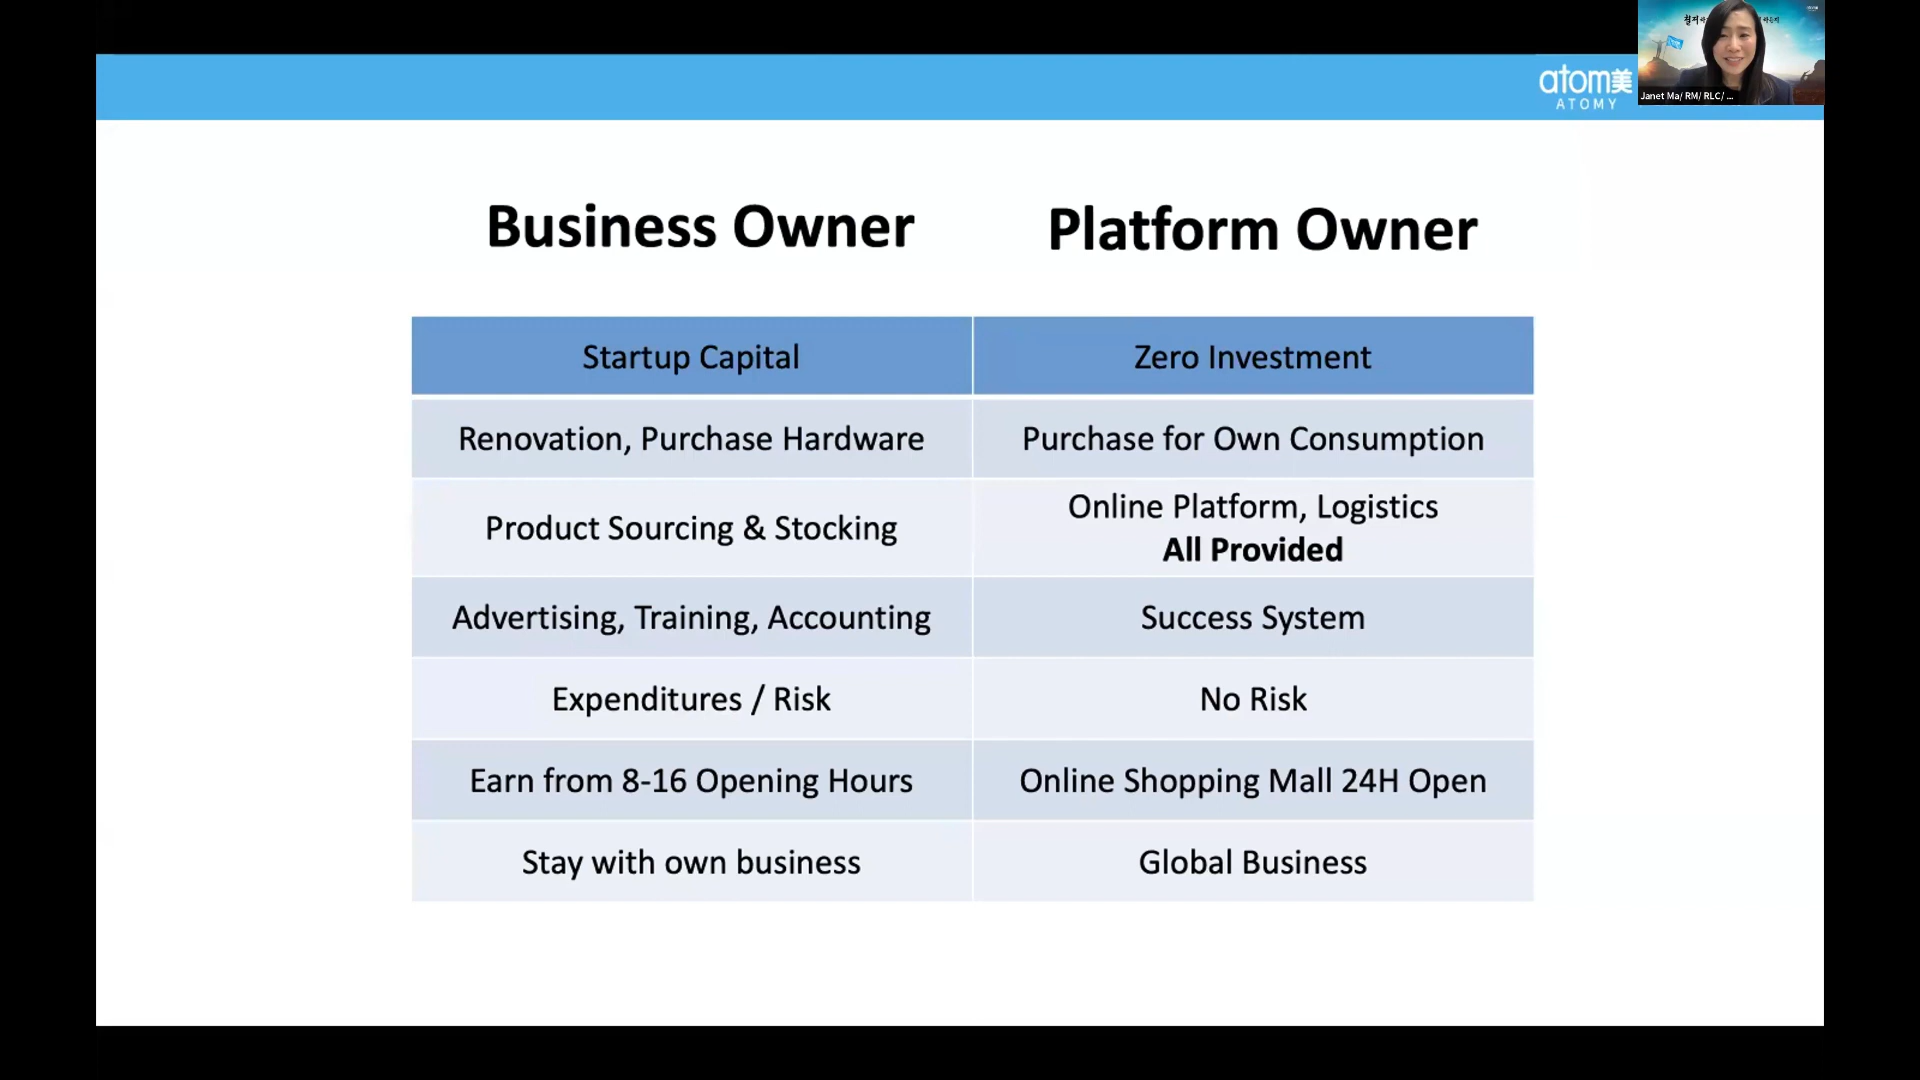 atom美
ATOMY
철저
Janet Ma/ RM/ RLC/ ...
Business Owner
Platform Owner
Startup Capital
Zero Investment
Renovation, Purchase Hardware
Purchase for Own Consumption
Product Sourcing & Stocking
Online Platform, Logistics
All Provided
Advertising, Training, Accounting
Success System
Expenditures / Risk
No Risk
Earn from 8-16 Opening Hours
Online Shopping Mall 24H Open
Stay with own business
Global Business